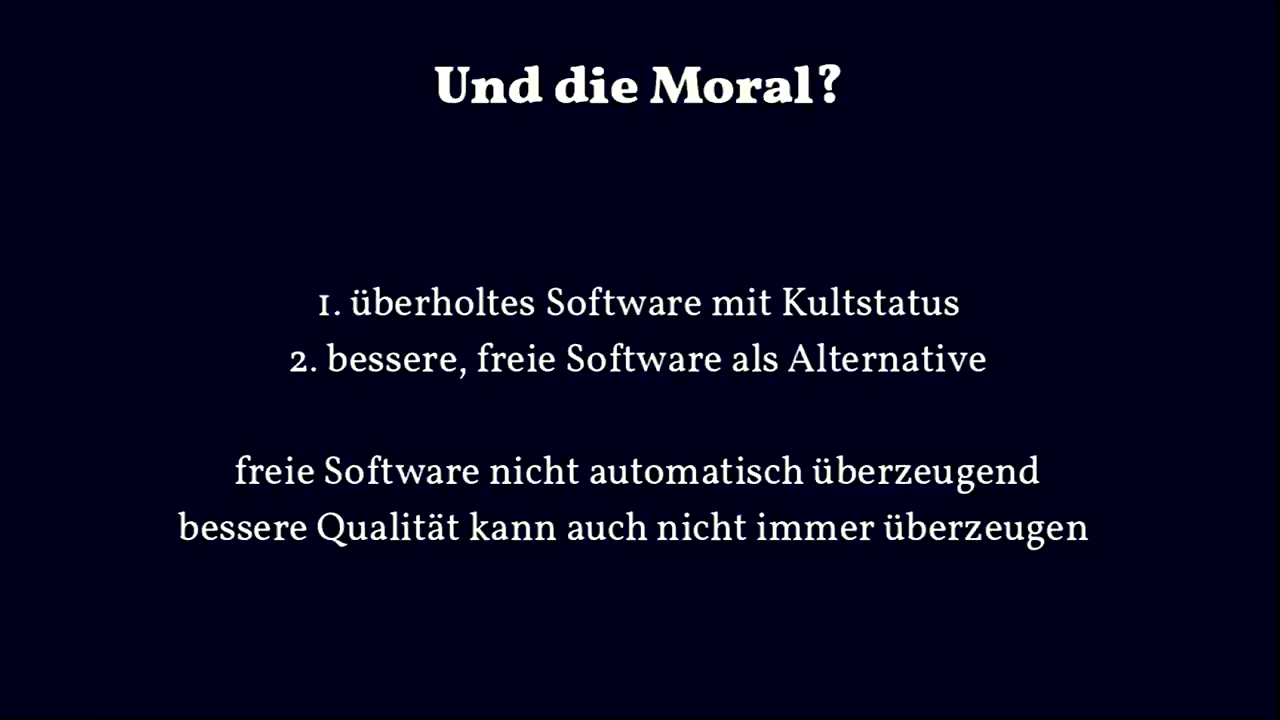 Und die Moral?
1. überholtes Software mit Kultstatus
2. bessere, freie Software als Alternative
freie Software nicht automatisch überzeugend
bessere Qualität kann auch nicht immer überzeugen